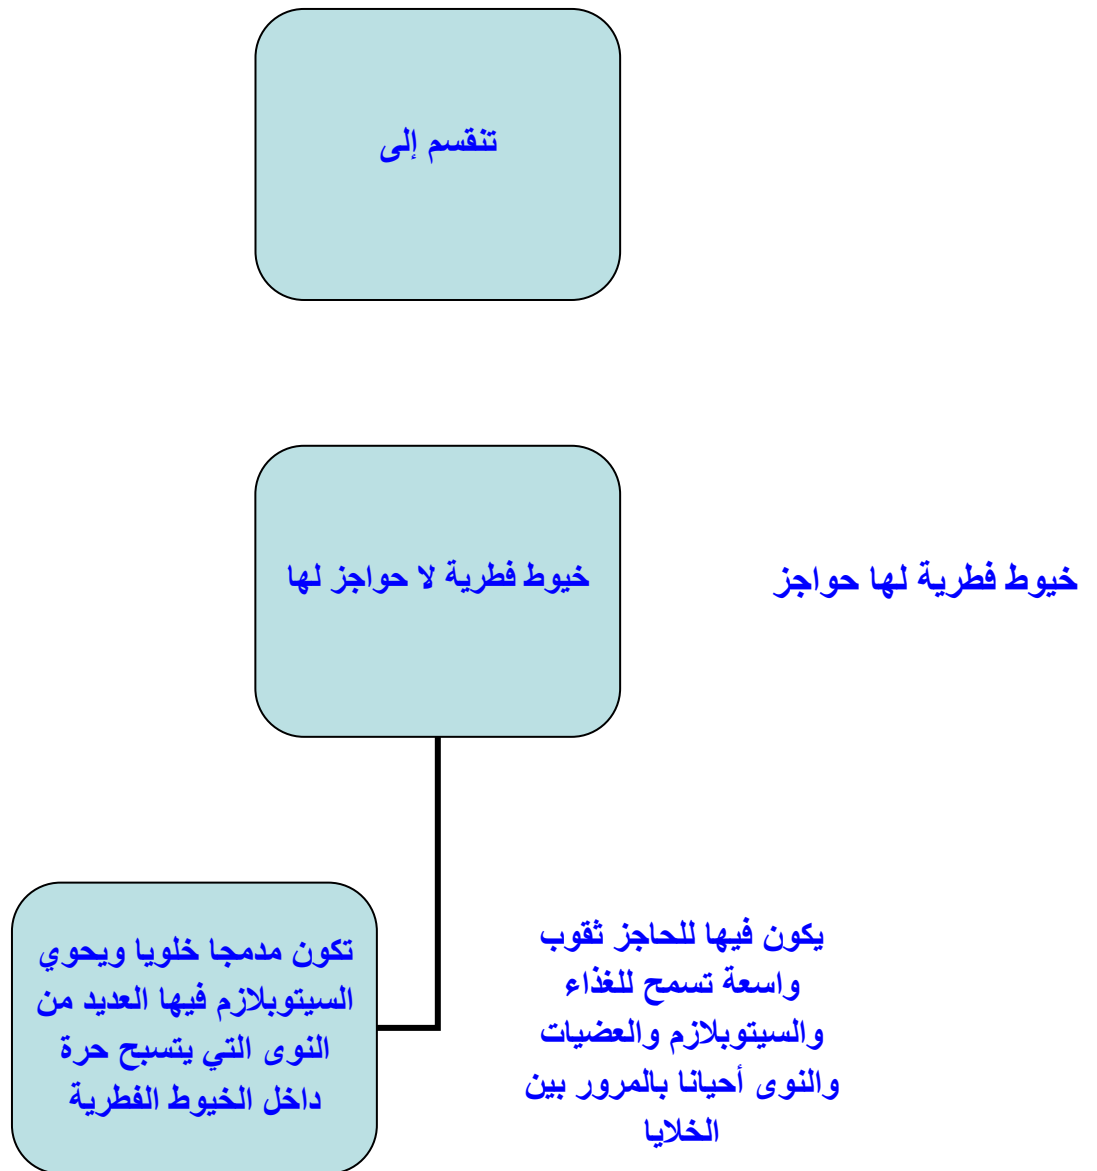 تنقسم إلى
خيوط فطرية لها حواجز
خيوط فطرية لا حواجز لها
يكون فيها للحاجز ثقوب
واسعة تسمح للغذاء
والسيتوبلازم والعضيات
والنوى أحيانا بالمرور بين
الخلايا
تكون مدمجا خلويا ويحوي
السيتوبلازم فيها العديد من
النوى التي يتسبح حرة
داخل الخيوط الفطرية